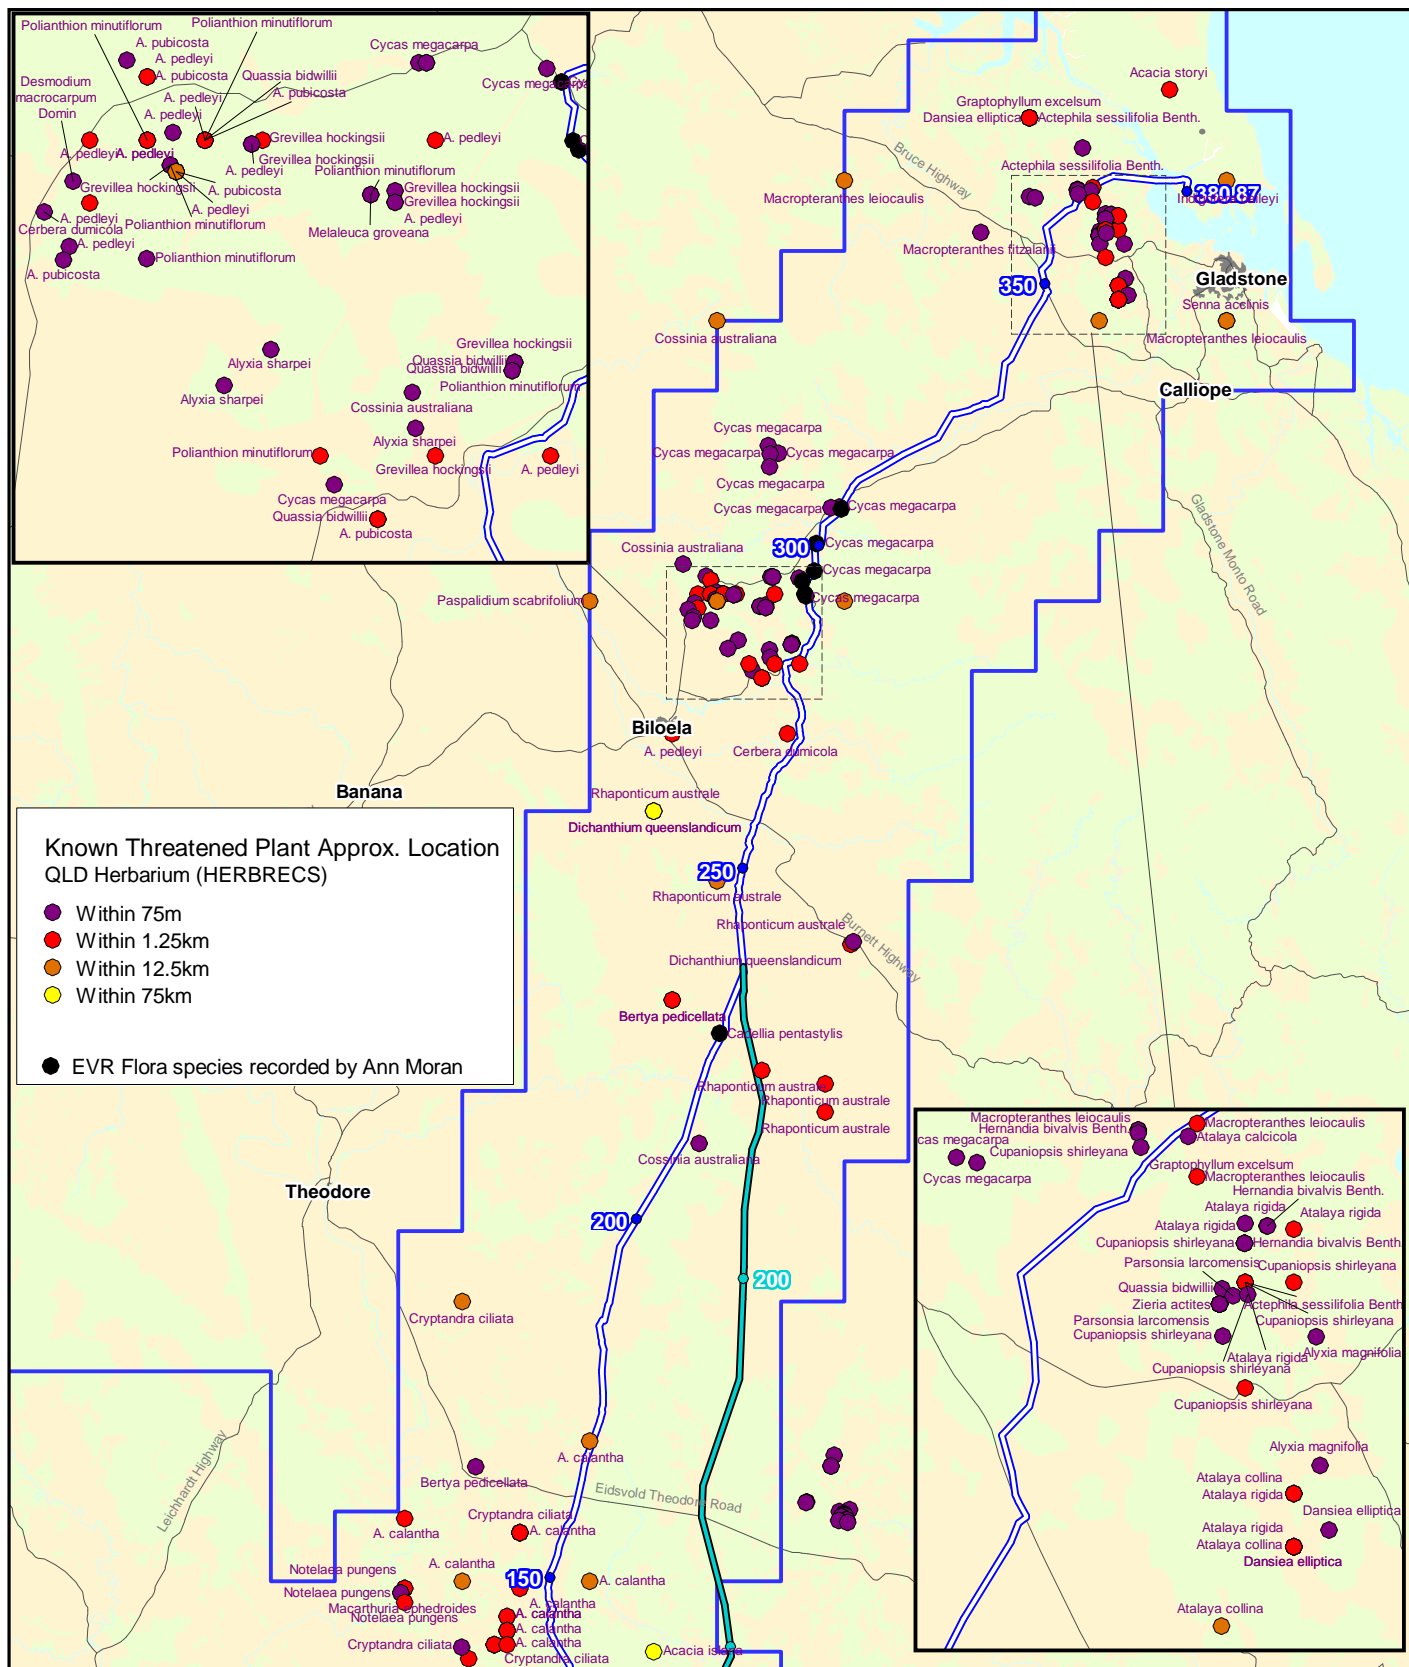 Polianthion minutiflorum
Polianthion minutiflorum
A. pubicosta
A. pedleyi
A. pubicosta
Cycas megacarpa
Cycas megacarpa
Desmodium
macrocarpum
Domin
Quassia bidwillii
A. pubicosta
A. pedleyi
A. pedleyi
A. pedleyi
A. pedleyi
Grevillea hockingsii
A. pedleyi
Grevillea hockingsii
A. pedleyi
Polianthion minutiflorum
Grevillea hockingsii
A. pubicosta
A. pedleyi
Grevillea hockingsii
Grevillea hockingsii
A. pedleyi
Melaleuca groveana
A. pedleyi
Cerbera dumicola
Polianthion minutiflorum
A. pedleyi
A. pubicosta
Polianthion minutiflorum
Alyxia sharpei
Alyxia sharpei
Grevillea hockingsii
Quassia bidwillii
Quassia bidwillii
Polianthion minutiflorum
Cossinia australiana
Alyxia sharpei
Polianthion minutiflorum
Grevillea hockingsii
A. pedleyi
Cycas megacarpa
Quassia bidwillii
A. pubicosta
Acacia storyi
Graptophyllum excelsum
Dansiea elliptica
Actephila sessilifolia Benth.
Bruce Highway
Actephila sessilifolia Benth.
Macropteranthes leiocaulis
380.87
Macropteranthes fitzalanii
350
Gladstone
Senna acclinis
Cossinia australiana
Macropteranthes leiocaulis
Calliope
Cycas megacarpa
Cycas megacarpa
Cycas megacarpa
Cycas megacarpa
Cycas megacarpa
Cycas megacarpa
Gladstone Monto Road
Cossinia australiana
300
Cycas megacarpa
Cycas megacarpa
Paspalidium scabrifolium
Cycas megacarpa
Biloela
A. pedleyi
Cerbera dumicola
Banana
Rhaponticum australe
Dichanthium queenslandicum
250
Rhaponticum australe
Rhaponticum australe
Burnett Highway
Dichanthium queenslandicum
Known Threatened Plant Approx. Location
QLD Herbarium (HERBRECS)
Within 75m
Within 1.25km
Within 12.5km
Within 75km
EVR Flora species recorded by Ann Moran
Bertya pedicellata
Cadellia pentastylis
Rhaponticum australe
Rhaponticum australe
Rhaponticum australe
Cossinia australiana
Theodore
200
200
Cryptandra ciliata
A. calantha
Bertya pedicellata
Eidsvold Theodore Road
Leichhardt Highway
A. calantha
Cryptandra ciliata
A. calantha
Notelaea pungens
A. calantha
150
A. calantha
Notelaea pungens
Macarthuria ephedroides
Notelaea pungens
A. calantha
A. calantha
A. calantha
A. calantha
Cryptandra ciliata
Cryptandra ciliata
Acacia islana
Macropteranthes leiocaulis
Hernandia bivalvis Benth.
Macropteranthes leiocaulis
Atalaya calcicola
cas megacarpa
Cupaniopsis shirleyana
Cycas megacarpa
Graptophyllum excelsum
Macropteranthes leiocaulis
Hernandia bivalvis Benth.
Atalaya rigida
Atalaya rigida
Atalaya rigida
Cupaniopsis shirleyana
Hernandia bivalvis Benth
Parsonsia larcomensis
Cupaniopsis shirleyana
Quassia bidwillii
Zieria actites
Actephila sessilifolia Benth
Parsonsia larcomensis
Cupaniopsis shirleyana
Cupaniopsis shirleyana
Alyxia magnifolia
Atalaya rigida
Cupaniopsis shirleyana
Cupaniopsis shirleyana
Alyxia magnifolia
Atalaya collina
Atalaya rigida
Dansiea elliptica
Atalaya rigida
Atalaya collina
Dansiea elliptica
Atalaya collina